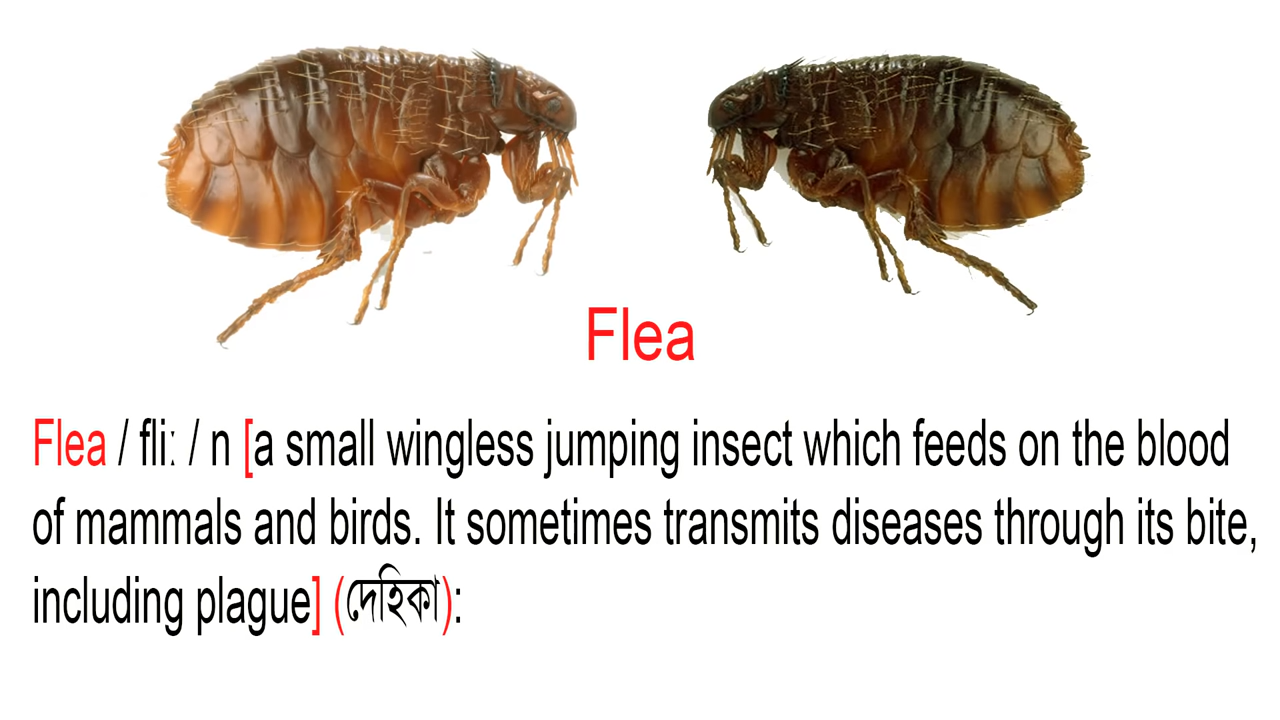 Flea
Flea / fliː / n [a small wingless jumping insect which feeds on the blood
of mammals and birds. It sometimes transmits diseases through its bite,
including plague] (দেহিকা):